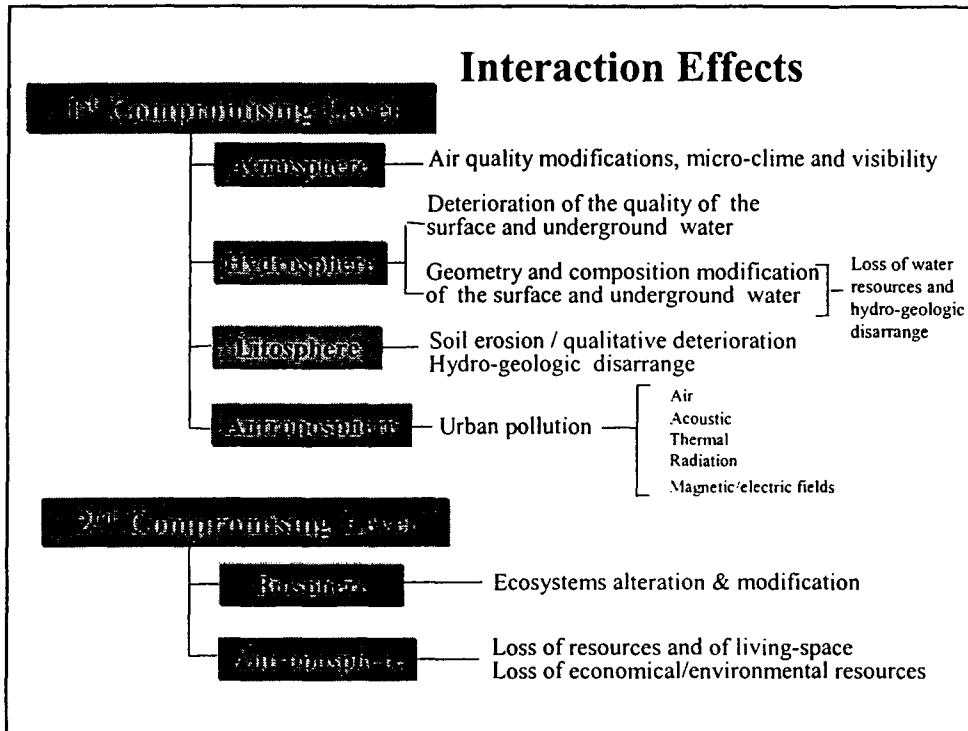 Interaction Effects
1st Compromising Level
Atmosphere
Air quality modifications, micro-clime and visibility
Hydrosphere
Deterioration of the quality of the
surface and underground water
Geometry and composition modification
of the surface and underground water
Loss of water
resources and
hydro-geologic
disarrange
Litosphere
Soil erosion / qualitative deterioration
Hydro-geologic disarrange
Antroposphere
Urban pollution
Air
Acoustic
Thermal
Radiation
Magnetic/electric fields
2nd Compromising Level
Biosphere
Ecosystems alteration & modification
Antroposphere
Loss of resources and of living-space
Loss of economical/environmental resources